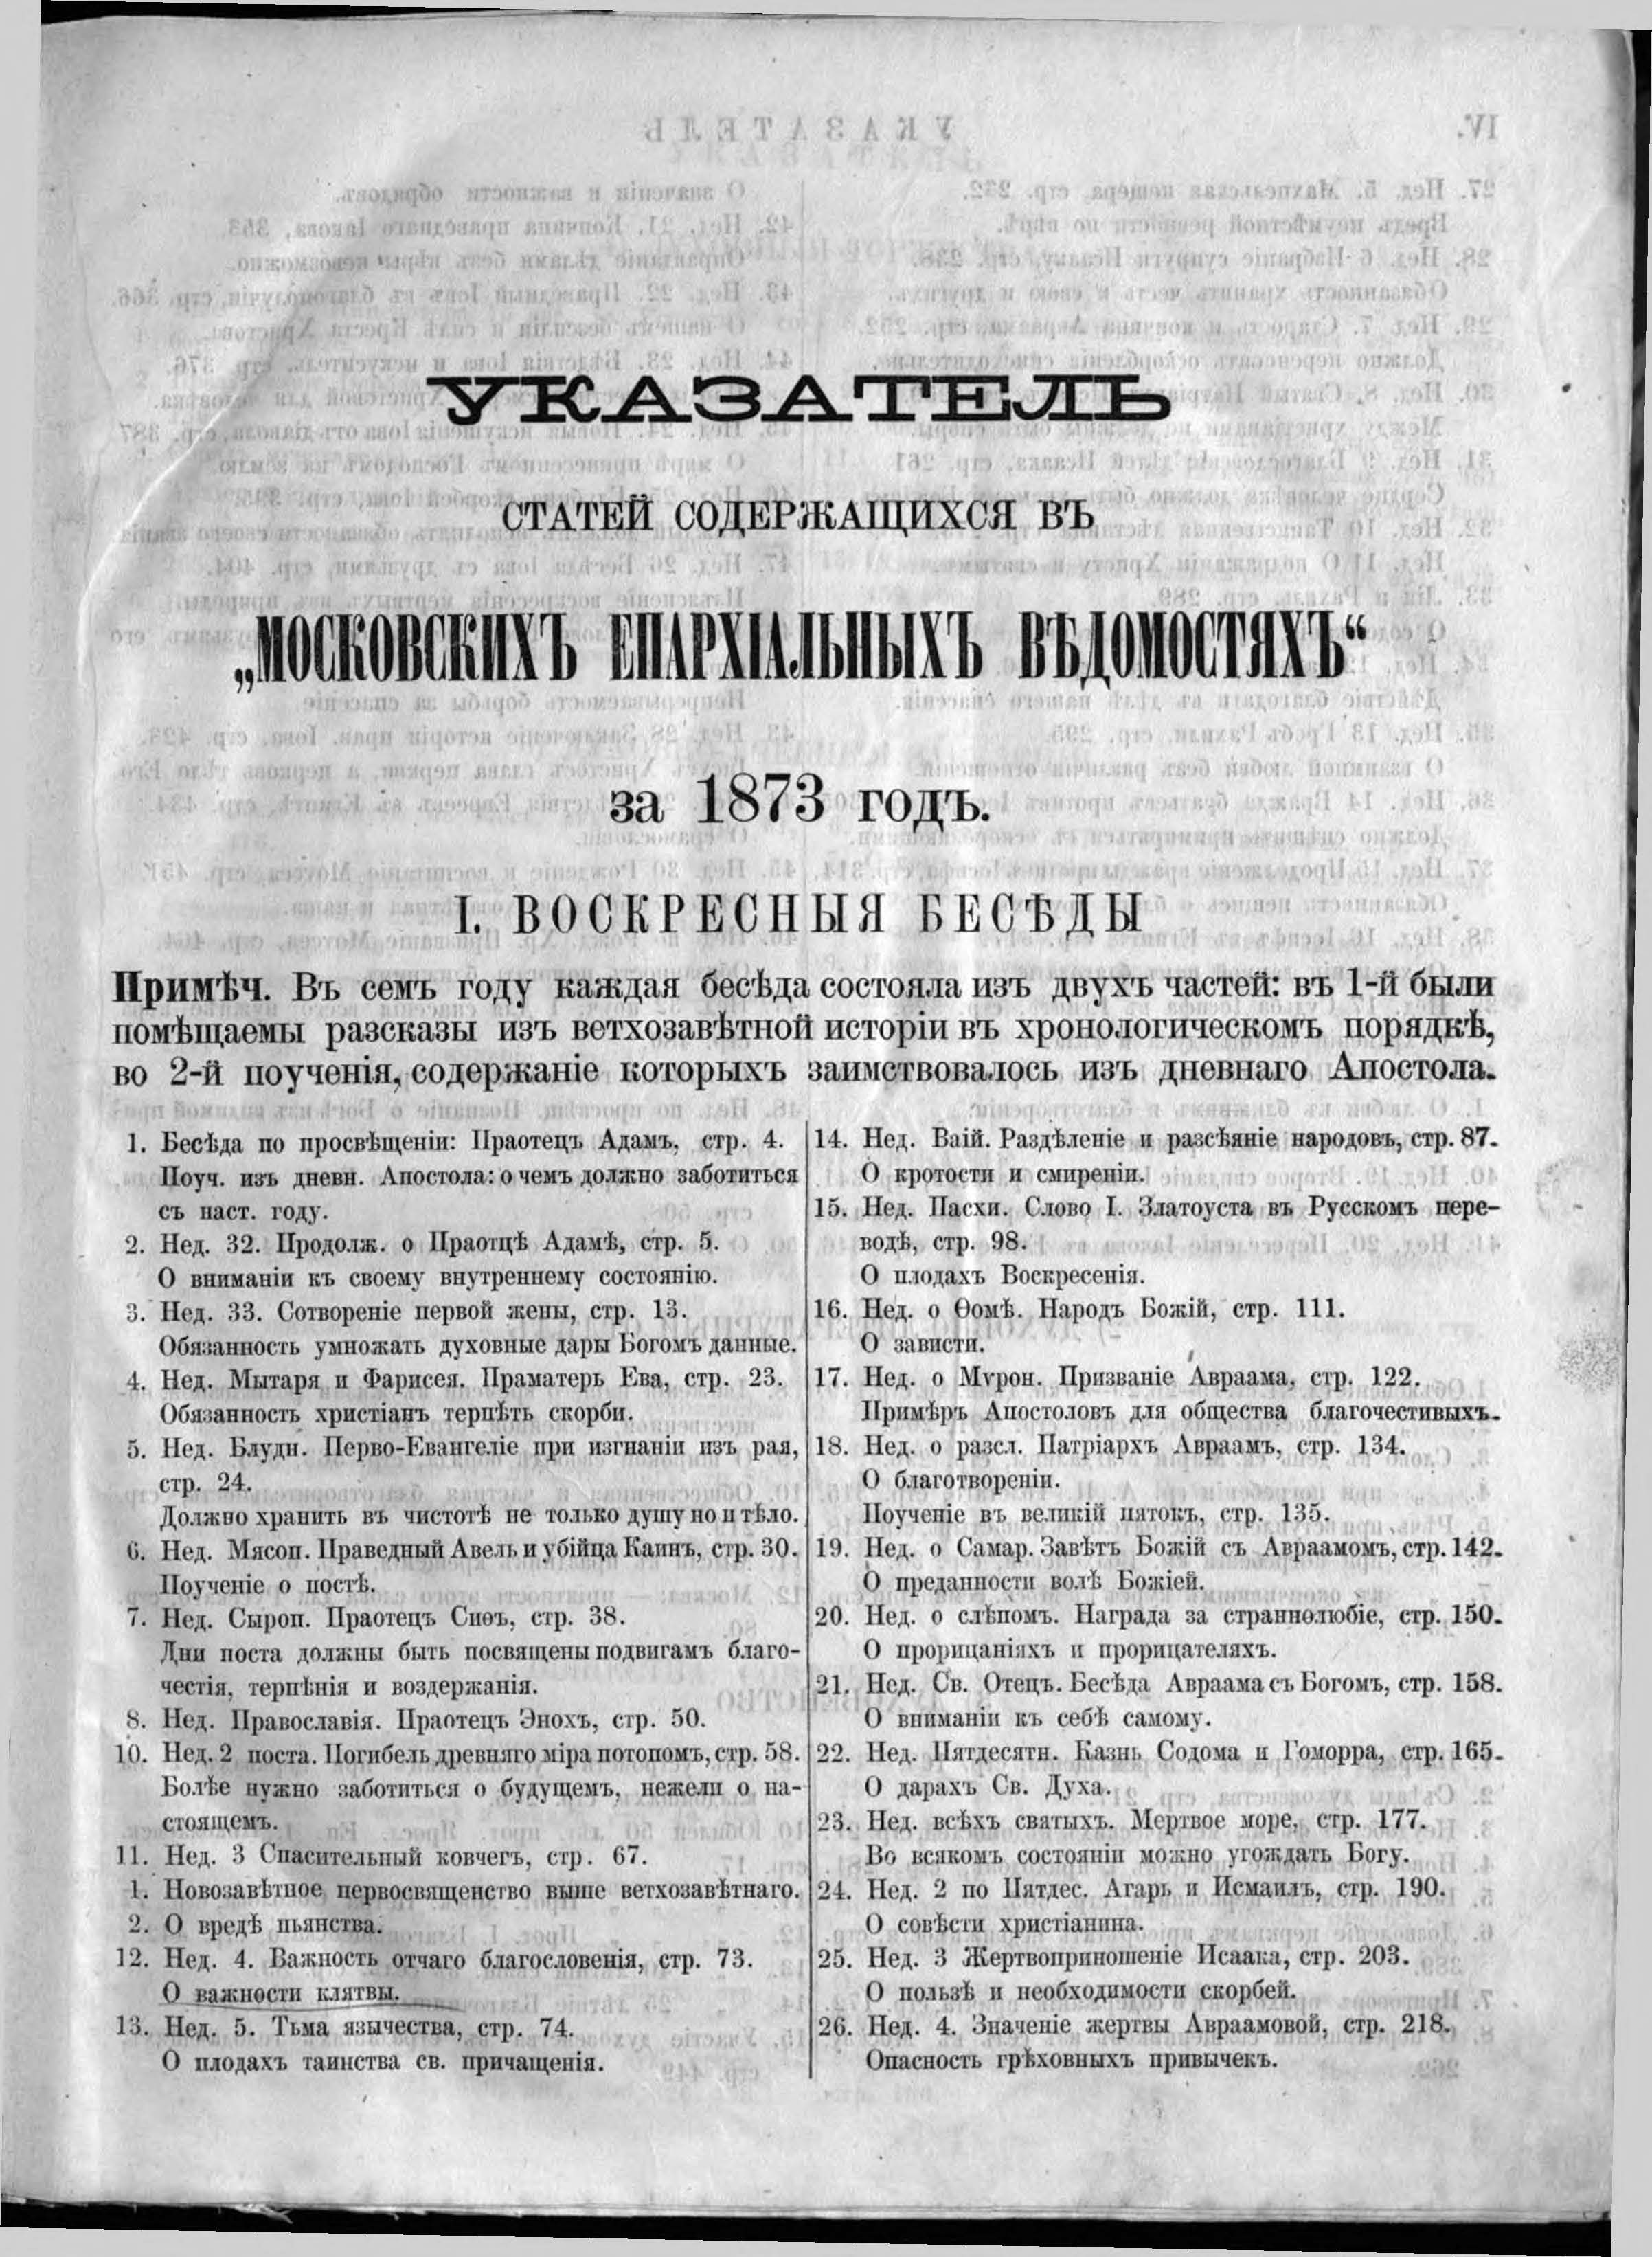 УКАЗАТЕЛЬ
СТАТЕЙ СОДЕРЖАЩИХСЯ ВЪ
„МОСКОВСКИХЪ ЕПАРХІАЛЬНЫХЪ ВѢДОМОСТЯХЪ“
за 1873 годъ.
I. ВОСКРЕСНЫЯ БЕСѢДЫ
Примѣч. Въ семъ году каждая бесѣда состояла изъ двухъ частей: въ 1-й были
помѣщаемы разсказы изъ ветхозавѣтной исторіи въ хронологическомъ порядкѣ,
во 2-й поученія, содержаніе которыхъ заимствовалось изъ дневнаго Апостола.
1. Бесѣда по просвѣщеніи: Праотецъ Адамъ, стр. 4.
Поуч. изъ дневн. Апостола: о чемъ должно заботиться
съ наст. году.
2. Нед. 32. Продолж. о Праотцѣ Адамѣ, стр. 5.
О вниманіи къ своему внутреннему состоянію.
3. Нед. 33. Сотвореніе первой жены, стр. 13.
Обязанность умножать духовные дары Богомъ данные.
4. Нед. Мытаря и Фарисея. Праматерь Ева, стр. 23.
Обязанность христіанъ терпѣть скорби.
5. Нед. Блудн. Перво-Евангеліе при изгнаніи изъ рая,
стр. 24.
Должно хранить въ чистотѣ не только душу но и тѣло.
6. Нед. Мясоп. Праведный Авель и убійца Каинъ, стр. 30.
Поученіе о постѣ.
7. Нед. Сыроп. Праотецъ Сиѳъ, стр. 38.
Дни поста должны быть посвящены подвигамъ благо-
честія, терпѣнія и воздержанія.
8. Нед. Православія. Праотецъ Энохъ, стр. 50.
10. Нед. 2 поста. Погибель древняго міра потопомъ, стр. 58.
Болѣе нужно заботиться о будущемъ, нежели о на-
стоящемъ.
11. Нед. 3 Спасительный ковчегъ, стр. 67.
1. Новозавѣтное первосвященство выше ветхозавѣтнаго.
2. О вредѣ пьянства.
12. Нед. 4. Важность отчаго благословенія, стр. 73.
О важности клятвы.
13. Нед. 5. Тьма язычества, стр. 74.
О плодахъ таинства св. причащенія.
14. Нед. Ваій. Раздѣленіе и разсѣяніе народовъ, стр. 87.
О кротости и смиреніи.
15. Нед. Пасхи. Слово I. Златоуста въ Русскомъ пере-
водѣ, стр. 98.
О плодахъ Воскресенія.
16. Нед. о Ѳомѣ. Народъ Божій, стр. 111.
О зависти.
17. Нед. о Мѵрон. Призваніе Авраама, стр. 122.
Примѣръ Апостоловъ для общества благочестивыхъ.
18. Нед. о разсл. Патріархъ Авраамъ, стр. 134.
О благотвореніи.
Поученіе въ великій пятокъ, стр. 135.
19. Нед. о Самар. Завѣтъ Божій съ Авраамомъ, стр. 142.
О преданности волѣ Божіей.
20. Нед. о слѣпомъ. Награда за страннолюбіе, стр. 150.
О прорицаніяхъ и прорицателяхъ.
21. Нед. Св. Отецъ. Бесѣда Авраама съ Богомъ, стр. 158.
О вниманіи къ себѣ самому.
22. Нед. Пятдесятн. Казнь Содома и Гоморра, стр. 165.
О дарахъ Св. Духа.
23. Нед. всѣхъ святыхъ. Мертвое море, стр. 177.
Во всякомъ состояніи можно угождать Богу.
24. Нед. 2 по Пятдес. Агарь и Исмаилъ, стр. 190.
О совѣсти христіанина.
25. Нед. 3 Жертвоприношеніе Исаака, стр. 203.
О пользѣ и необходимости скорбей.
26. Нед. 4. Значеніе жертвы Авраамовой, стр. 218.
Опасность грѣховныхъ привычекъ.